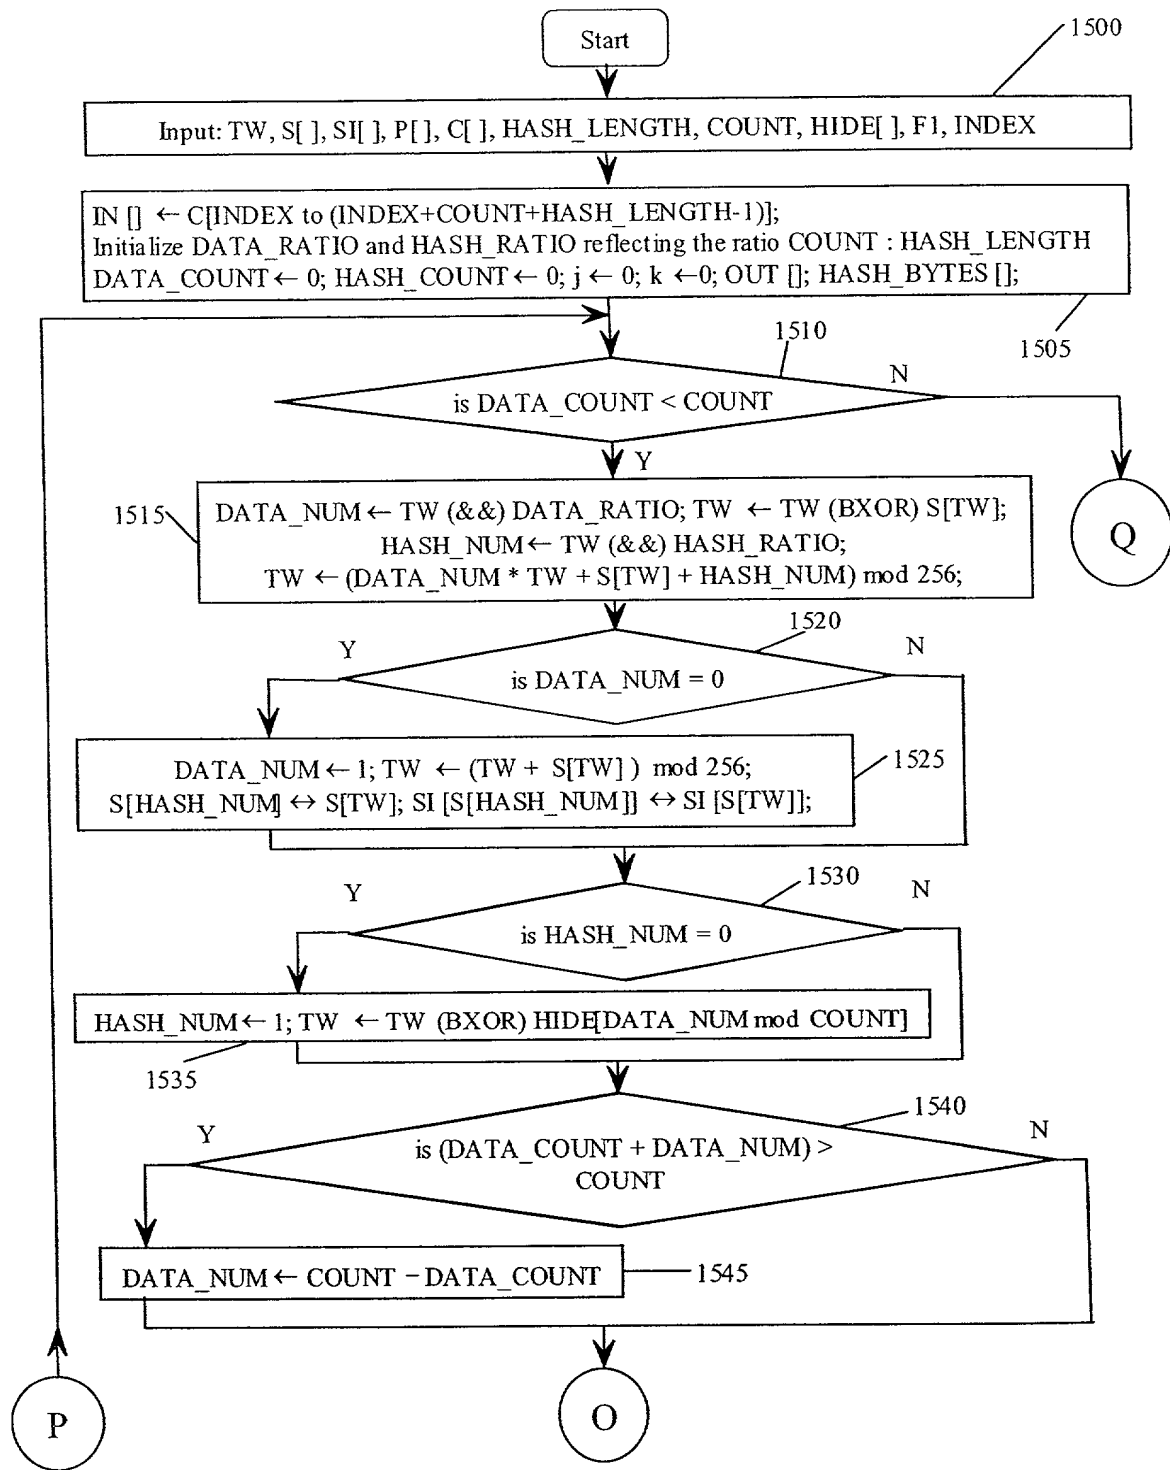 Start
1500
Input: TW, S[ ], SI[ ], P[ ], C[ ], HASH_LENGTH, COUNT, HIDE[ ], F1, INDEX
IN [] ← C[INDEX to (INDEX+COUNT+HASH_LENGTH-1)];
Initialize DATA_RATIO and HASH_RATIO reflecting the ratio COUNT : HASH_LENGTH
DATA_COUNT ← 0; HASH_COUNT ← 0; j ← 0; k ←0; OUT []; HASH_BYTES [];
1505
1510
is DATA_COUNT < COUNT
N
Y
Q
1515
DATA_NUM ← TW (&&) DATA_RATIO; TW ← TW (BXOR) S[TW];
HASH_NUM ← TW (&&) HASH_RATIO;
TW ← (DATA_NUM * TW + S[TW] + HASH_NUM) mod 256;
1520
Y
N
is DATA_NUM = 0
DATA_NUM ← 1; TW ← (TW + S[TW] ) mod 256;
S[HASH_NUM] ↔ S[TW]; SI [S[HASH_NUM]] ↔ SI [S[TW]];
1525
1530
Y
N
is HASH_NUM = 0
HASH_NUM ← 1; TW ← TW (BXOR) HIDE[DATA_NUM mod COUNT]
1535
1540
Y
N
is (DATA_COUNT + DATA_NUM) >
COUNT
DATA_NUM ← COUNT – DATA_COUNT
1545
P
O